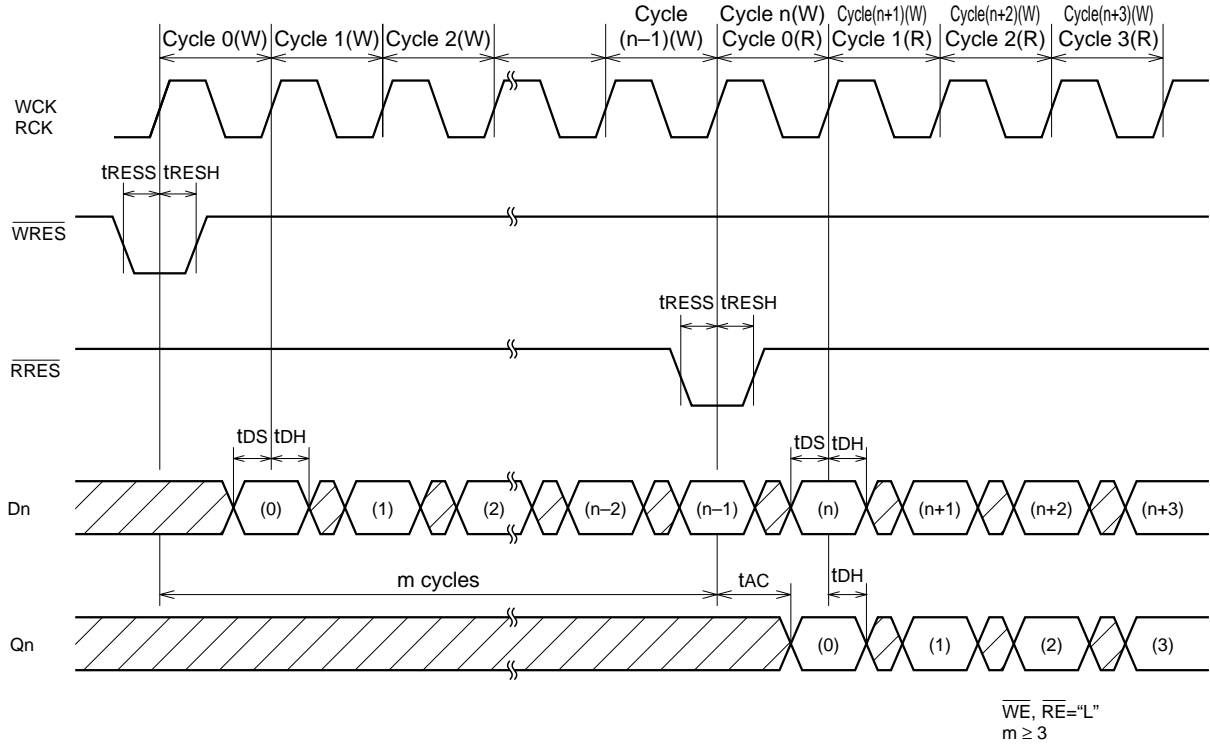 Cycle 0(W) Cycle 1(W) Cycle 2(W) Cycle (n–1)(W) Cycle n(W) Cycle 0(R) Cycle(n+1)(W) Cycle 1(R) Cycle(n+2)(W) Cycle 2(R) Cycle(n+3)(W) Cycle 3(R)
WCK
RCK
tRESS tRESH
WRES
tRESS tRESH
RRES
tDS tDH tDS tDH
Dn (0) (1) (2) (n–2) (n–1) (n) (n+1) (n+2) (n+3)
m cycles tAC tDH
Qn (0) (1) (2) (3)
WE, RE=“L”
m ≥ 3